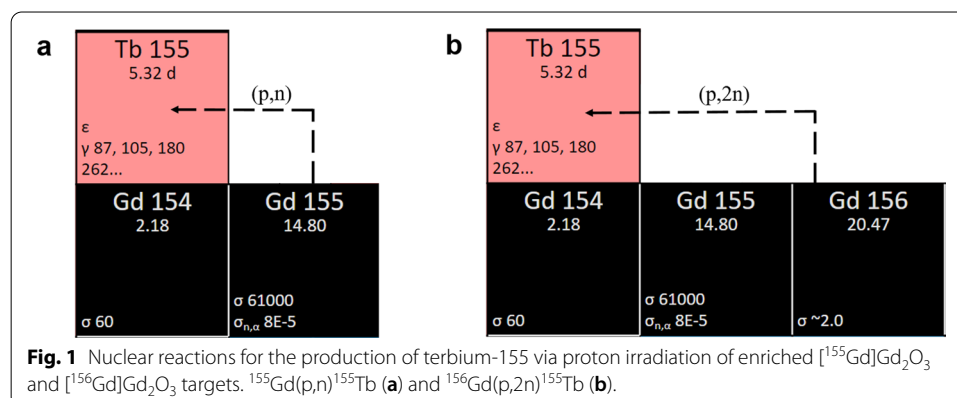 a
Tb 155
5.32 d
(p,n)
ε
γ 87, 105, 180
262...
Gd 154
2.18
σ 60
Gd 155
14.80
σ 61000
σn,α 8E-5
b
Tb 155
5.32 d
(p,2n)
ε
γ 87, 105, 180
262...
Gd 154
2.18
σ 60
Gd 155
14.80
σ 61000
σn,α 8E-5
Gd 156
20.47
σ ~2.0
Fig. 1 Nuclear reactions for the production of terbium-155 via proton irradiation of enriched [¹⁵⁵Gd]Gd₂O₃
and [¹⁵⁶Gd]Gd₂O₃ targets. ¹⁵⁵Gd(p,n)¹⁵⁵Tb (a) and ¹⁵⁶Gd(p,2n)¹⁵⁵Tb (b).